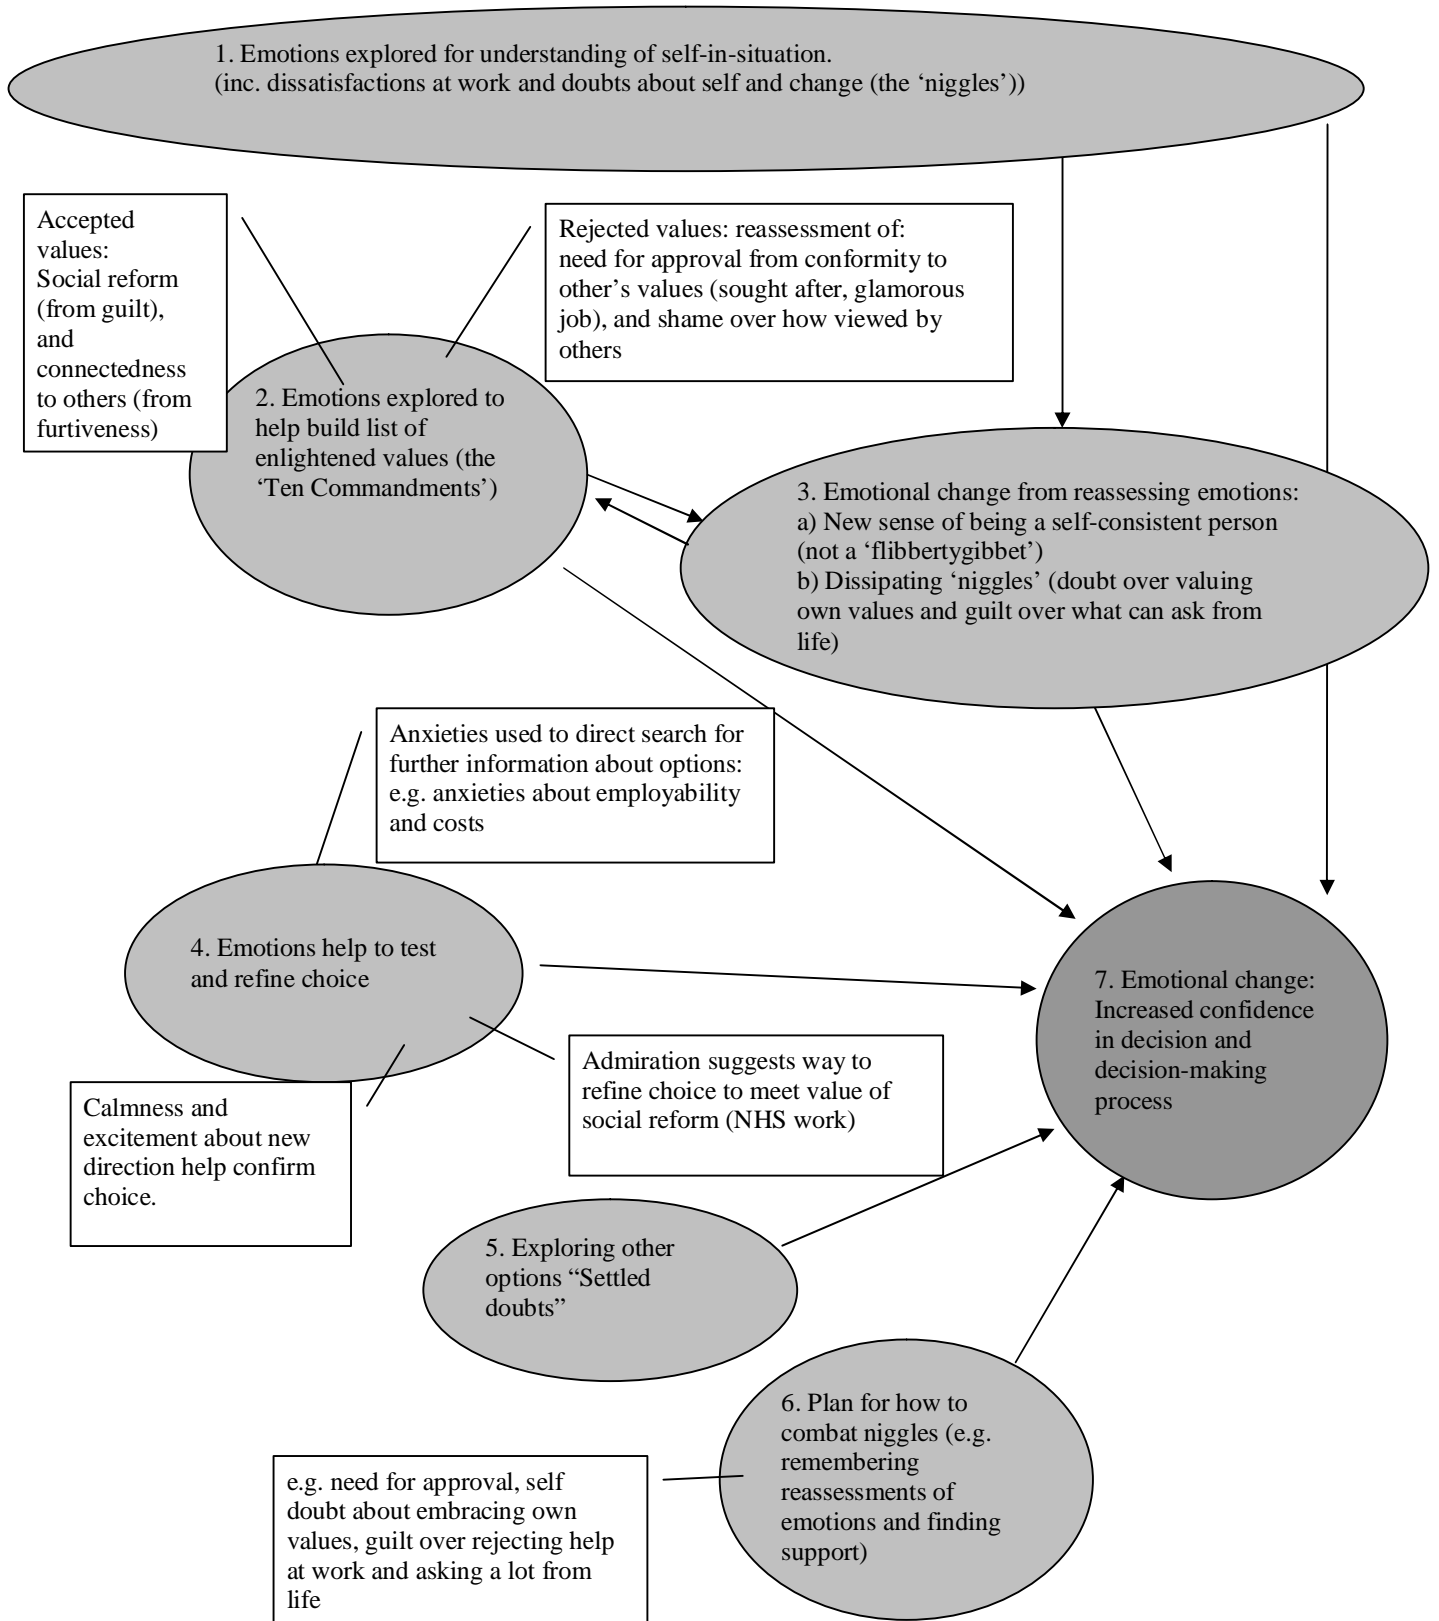 1. Emotions explored for understanding of self-in-situation.
(inc. dissatisfactions at work and doubts about self and change (the ‘niggles’))
Accepted
values:
Social reform
(from guilt),
and
connectedness
to others (from
furtiveness)
Rejected values: reassessment of:
need for approval from conformity to
other’s values (sought after, glamorous
job), and shame over how viewed by
others
2. Emotions explored to
help build list of
enlightened values (the
‘Ten Commandments’)
3. Emotional change from reassessing emotions:
a) New sense of being a self-consistent person
(not a ‘flibbertygibbet’)
b) Dissipating ‘niggles’ (doubt over valuing
own values and guilt over what can ask from
life)
Anxieties used to direct search for
further information about options:
e.g. anxieties about employability
and costs
4. Emotions help to test
and refine choice
7. Emotional change:
Increased confidence
in decision and
decision-making
process
Admiration suggests way to
refine choice to meet value of
social reform (NHS work)
Calmness and
excitement about new
direction help confirm
choice.
5. Exploring other
options “Settled
doubts”
6. Plan for how to
combat niggles (e.g.
remembering
reassessments of
emotions and finding
support)
e.g. need for approval, self
doubt about embracing own
values, guilt over rejecting help
at work and asking a lot from
life